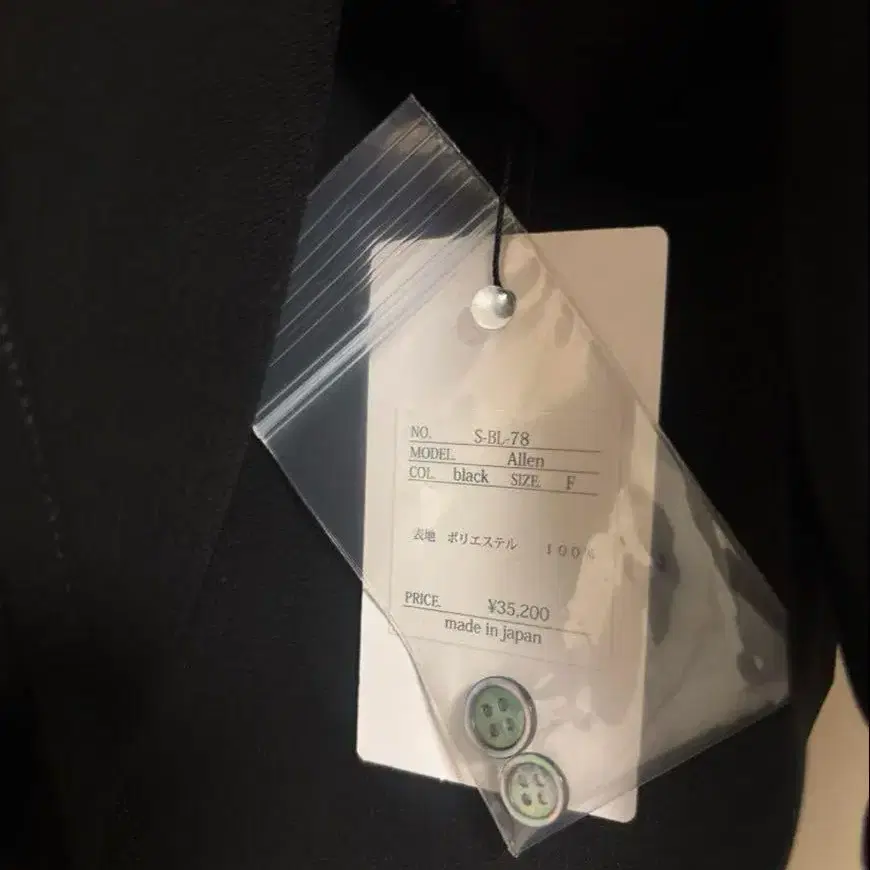 NO. S-BL-78
MODEL. Allen
COL. black SIZE. F
表地 ポリエステル 100%
PRICE. ¥35,200
made in japan